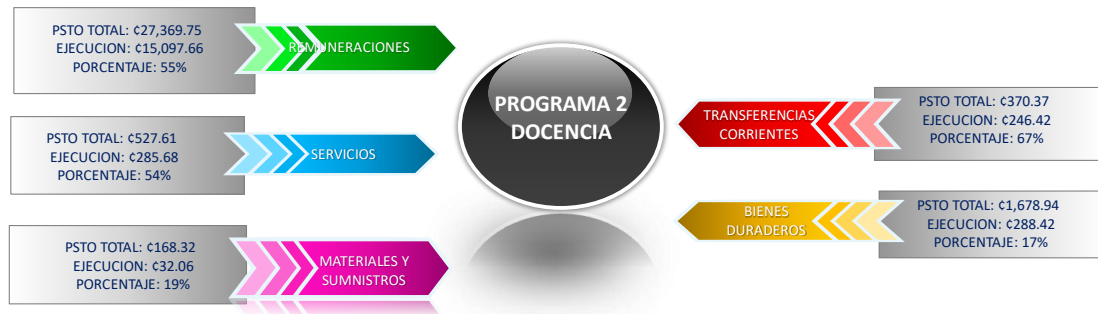 PSTO TOTAL: ¢27,369.75
EJECUCION: ¢15,097.66
PORCENTAJE: 55%
REMUNERACIONES
PSTO TOTAL: ¢527.61
EJECUCION: ¢285.68
PORCENTAJE: 54%
SERVICIOS
PSTO TOTAL: ¢168.32
EJECUCION: ¢32.06
PORCENTAJE: 19%
MATERIALES Y
SUMNISTROS
PROGRAMA 2
DOCENCIA
TRANSFERENCIAS
CORRIENTES
PSTO TOTAL: ¢370.37
EJECUCION: ¢246.42
PORCENTAJE: 67%
BIENES
DURADEROS
PSTO TOTAL: ¢1,678.94
EJECUCION: ¢288.42
PORCENTAJE: 17%